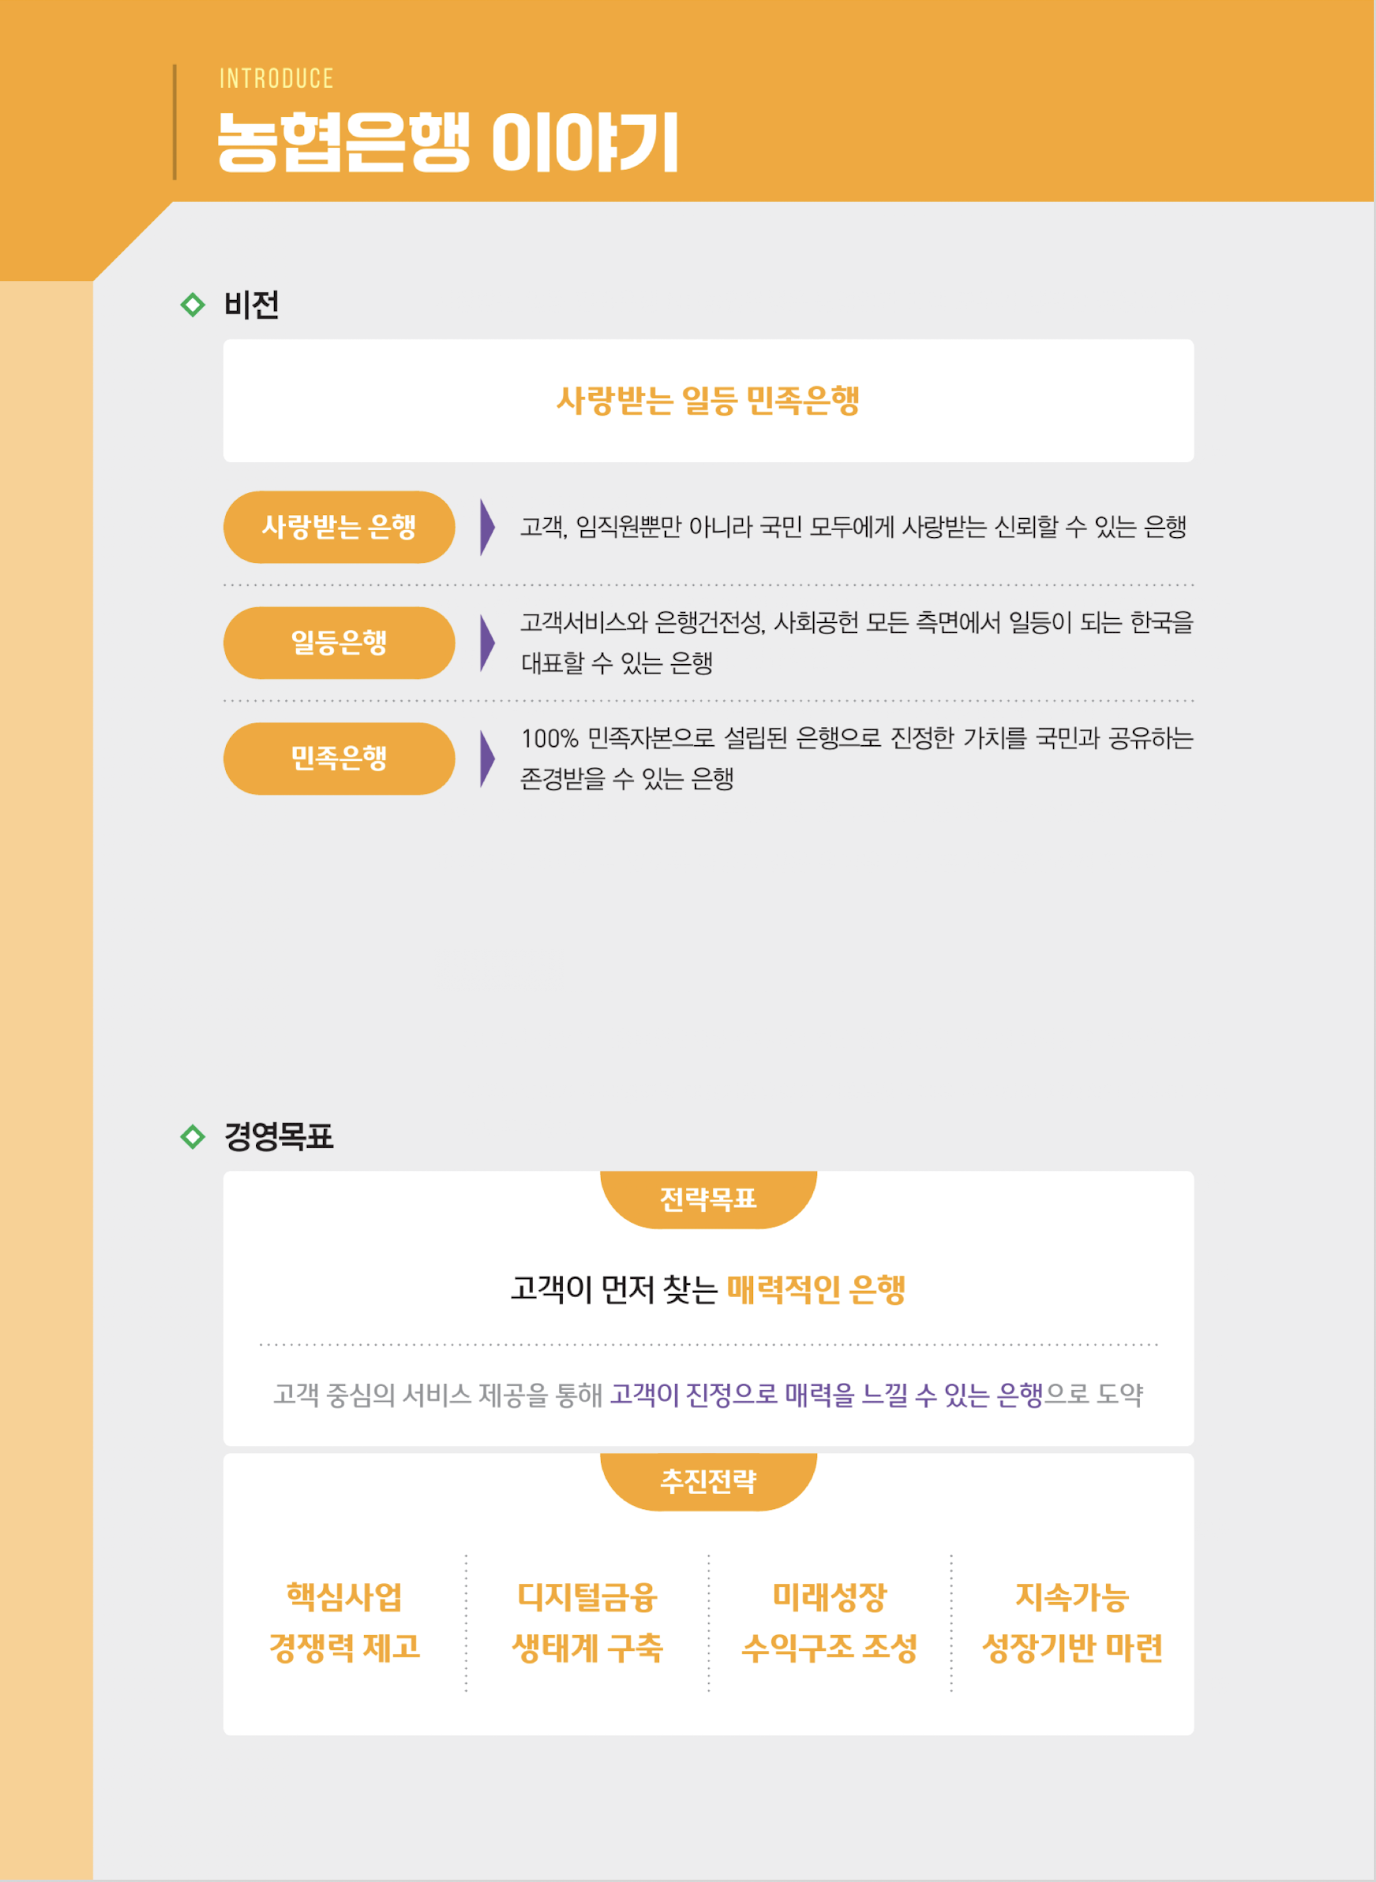 INTRODUCE
농협은행 이야기
비전
사랑받는 일등 민족은행
사랑받는 은행
고객, 임직원뿐만 아니라 국민 모두에게 사랑받는 신뢰할 수 있는 은행
일등은행
고객서비스와 은행건전성, 사회공헌 모든 측면에서 일등이 되는 한국을
대표할 수 있는 은행
민족은행
100% 민족자본으로 설립된 은행으로 진정한 가치를 국민과 공유하는
존경받을 수 있는 은행
경영목표
전략목표
고객이 먼저 찾는 매력적인 은행
고객 중심의 서비스 제공을 통해 고객이 진정으로 매력을 느낄 수 있는 은행으로 도약
추진전략
핵심사업
경쟁력 제고
디지털금융
생태계 구축
미래성장
수익구조 조성
지속가능
성장기반 마련